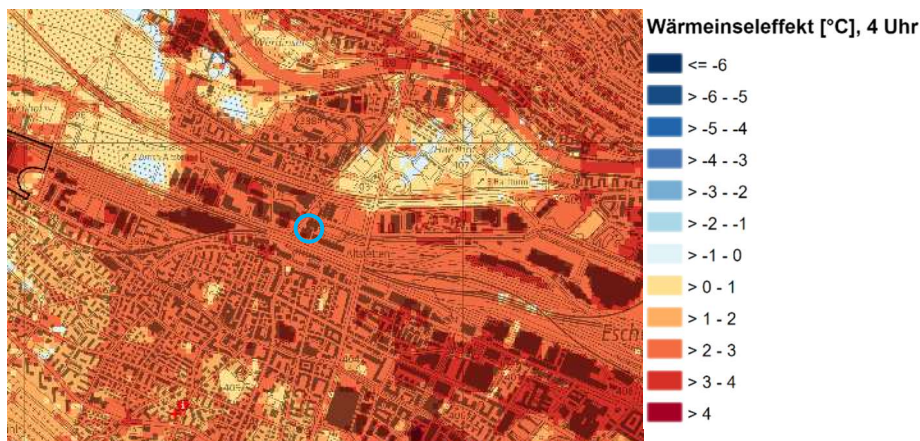 Wärmeinseleffekt [°C], 4 Uhr
<= -6
> -6 - -5
> -5 - -4
> -4 - -3
> -3 - -2
> -2 - -1
> -1 - 0
> 0 - 1
> 1 - 2
> 2 - 3
> 3 - 4
> 4
Altstetten